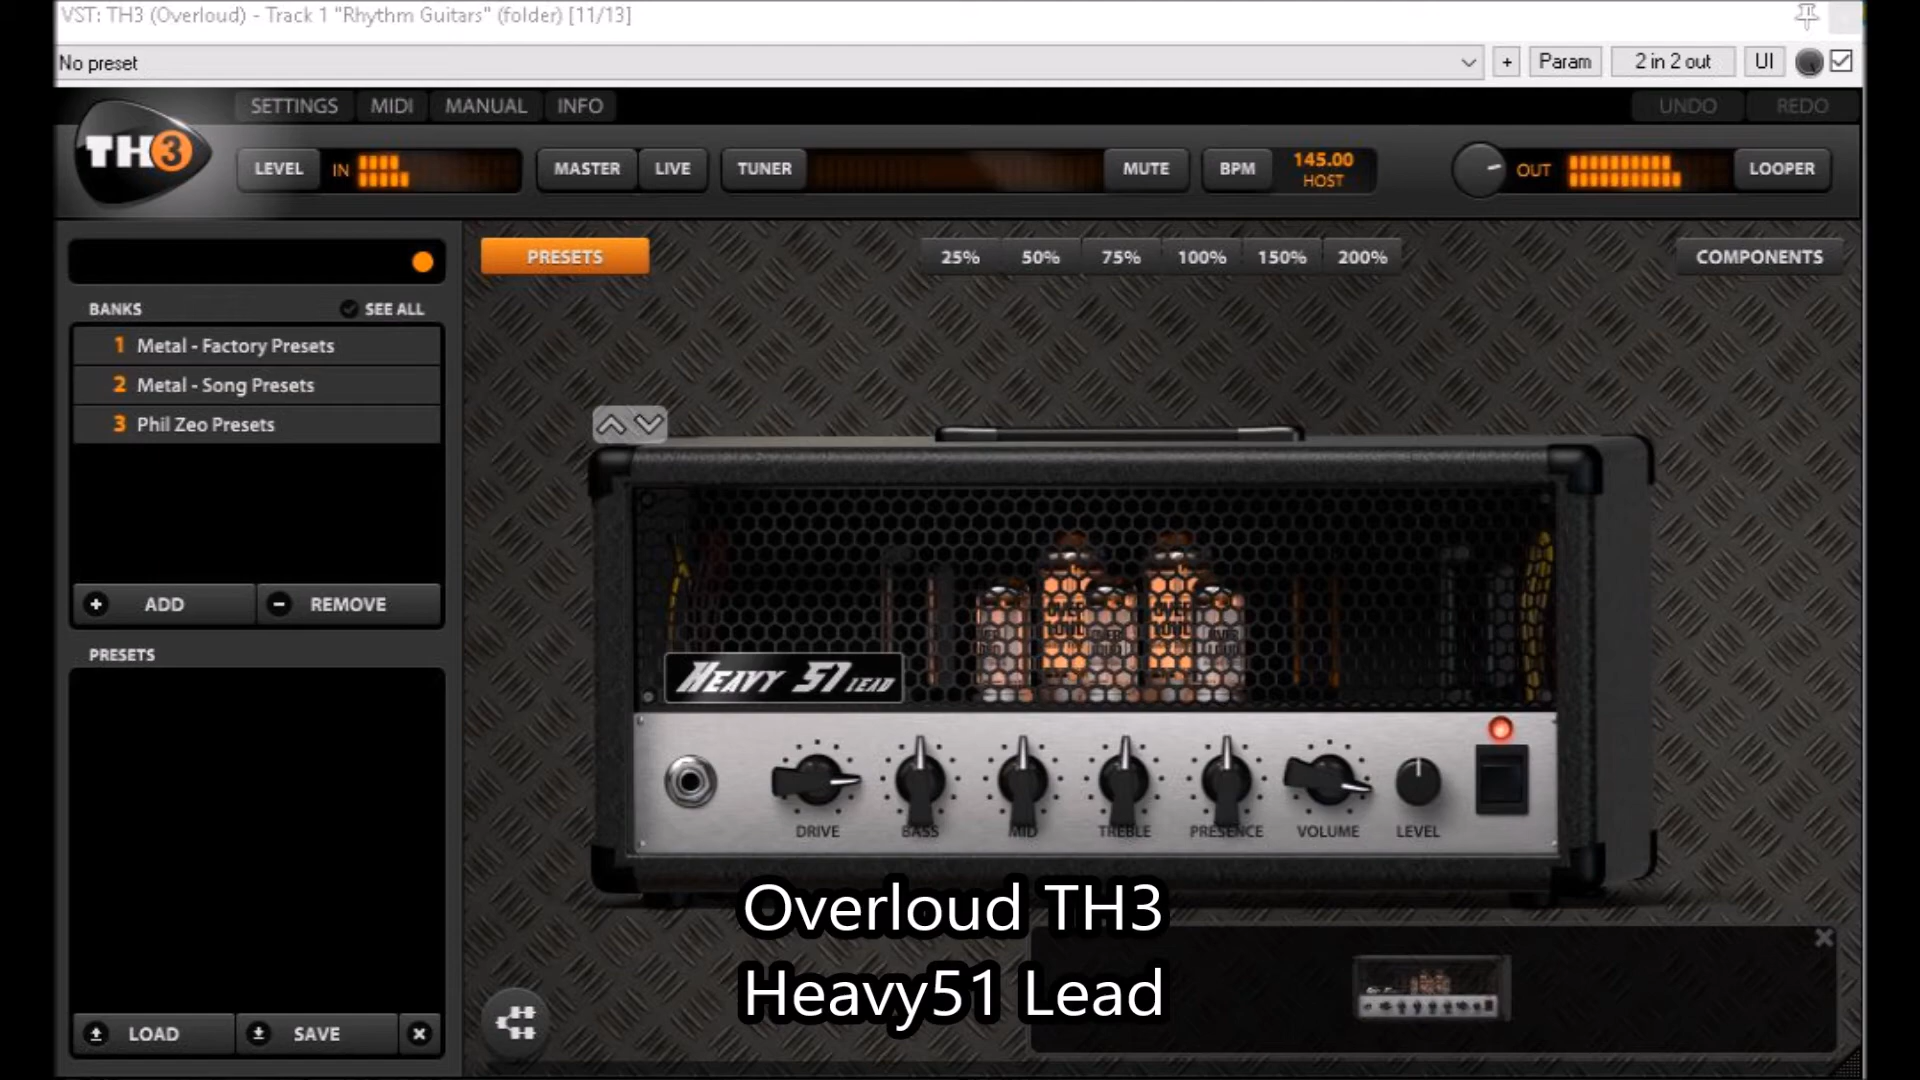 VST: TH3 (Overloud) - Track 1 "Rhythm Guitars" (folder) [11/13]
No preset
+ Param 2 in 2 out UI
SETTINGS MIDI MANUAL INFO UNDO REDO
TH3
LEVEL IN MASTER LIVE TUNER MUTE BPM 145.00 OUT LOOPER
HOST
PRESETS 25% 50% 75% 100% 150% 200% COMPONENTS
BANKS SEE ALL
1 Metal - Factory Presets
2 Metal - Song Presets
3 Phil Zeo Presets
+ ADD - REMOVE
PRESETS
OVER
LOUD
HEAVY 51 LEAD
DRIVE BASS MID TREBLE PRESENCE VOLUME LEVEL
Overloud TH3
Heavy51 Lead
LOAD SAVE